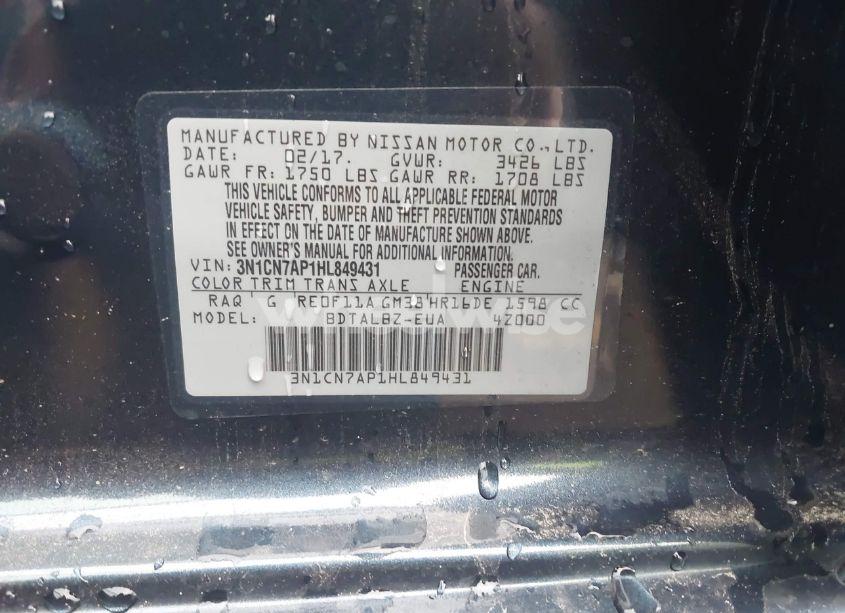 MANUFACTURED BY NISSAN MOTOR CO.,LTD.
DATE: 02/17. GVWR: 3426 LBS
GAWR FR: 1750 LBS GAWR RR: 1708 LBS
THIS VEHICLE CONFORMS TO ALL APPLICABLE FEDERAL MOTOR
VEHICLE SAFETY, BUMPER AND THEFT PREVENTION STANDARDS
IN EFFECT ON THE DATE OF MANUFACTURE SHOWN ABOVE.
SEE OWNER'S MANUAL FOR ADDITIONAL INFORMATION.
VIN: 3N1CN7AP1HL849431 PASSENGER CAR.
COLOR TRIM TRANS AXLE ENGINE
RAQ G RE0F11A GM38 HR16DE 1598 CC
MODEL: BDTALBZ-EUA 4Z000
3N1CN7AP1HL849431